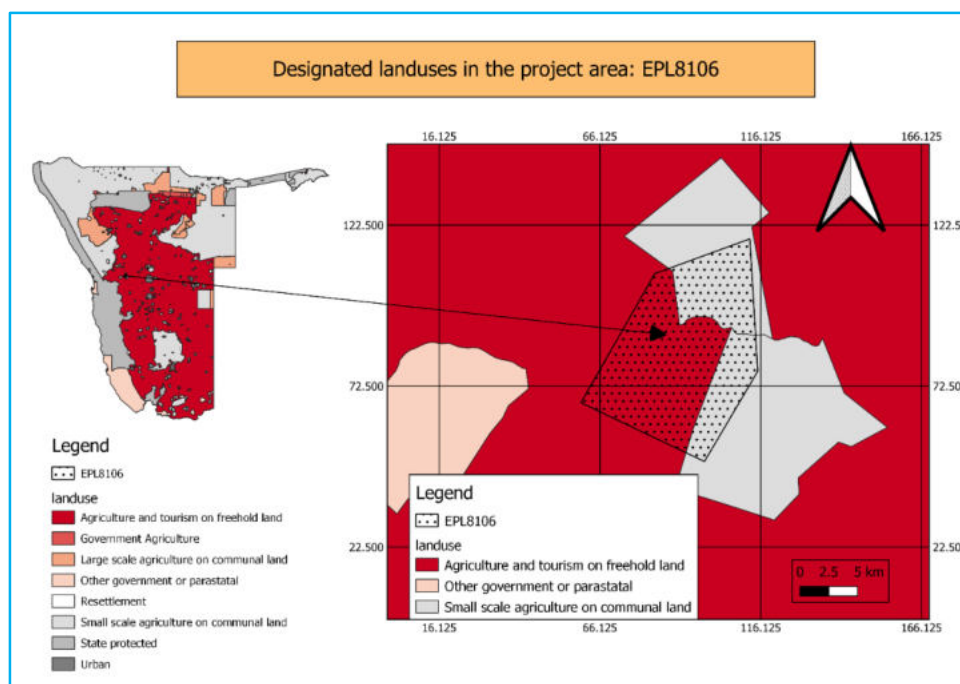 Designated landuses in the project area: EPL8106
16.125 66.125 116.125 166.125
122.500 122.500
72.500 72.500
22.500 22.500
16.125 66.125 116.125 166.125
Legend
EPL8106
landuse
Agriculture and tourism on freehold land
Government Agriculture
Large scale agriculture on communal land
Other government or parastatal
Resettlement
Small scale agriculture on communal land
State protected
Urban
Legend
EPL8106
landuse
Agriculture and tourism on freehold land
Other government or parastatal
Small scale agriculture on communal land
0 2.5 5 km